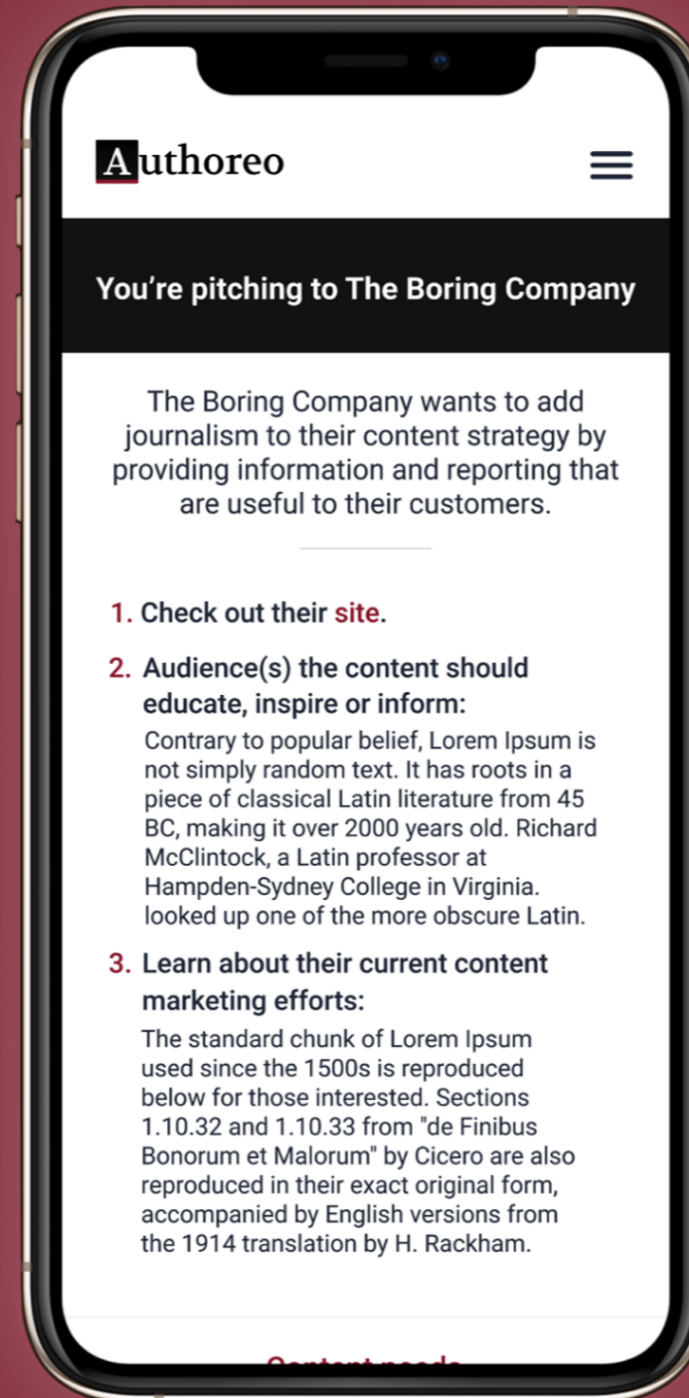 Authoreo
You’re pitching to The Boring Company
The Boring Company wants to add
journalism to their content strategy by
providing information and reporting that
are useful to their customers.
1. Check out their site.
2. Audience(s) the content should
educate, inspire or inform:
Contrary to popular belief, Lorem Ipsum is
not simply random text. It has roots in a
piece of classical Latin literature from 45
BC, making it over 2000 years old. Richard
McClintock, a Latin professor at
Hampden-Sydney College in Virginia.
looked up one of the more obscure Latin.
3. Learn about their current content
marketing efforts:
The standard chunk of Lorem Ipsum
used since the 1500s is reproduced
below for those interested. Sections
1.10.32 and 1.10.33 from "de Finibus
Bonorum et Malorum" by Cicero are also
reproduced in their exact original form,
accompanied by English versions from
the 1914 translation by H. Rackham.
Content needs